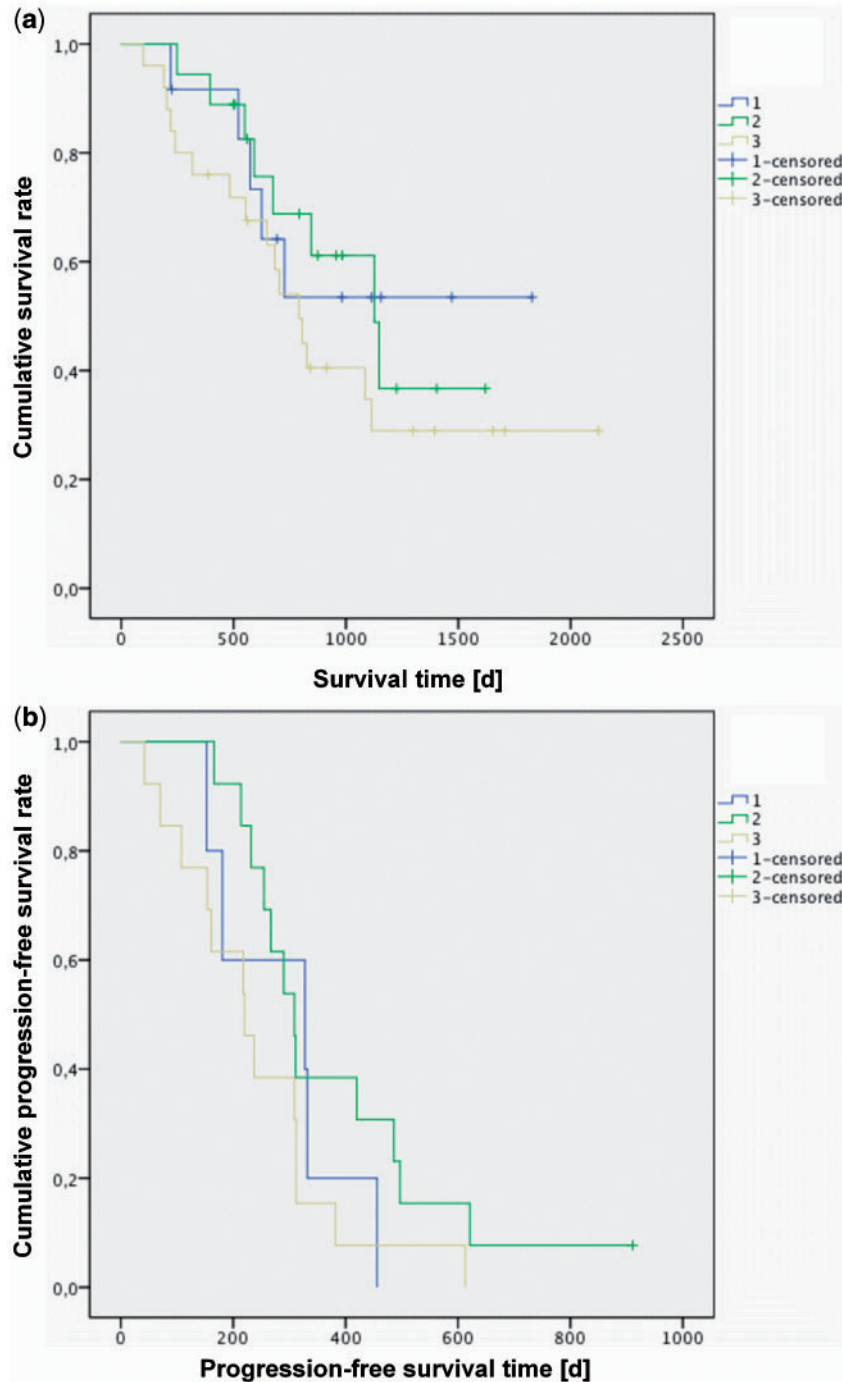 (a)
Cumulative survival rate
1,0
0,8
0,6
0,4
0,2
0,0
0 500 1000 1500 2000 2500
Survival time [d]
1
2
3
1-censored
2-censored
3-censored
(b)
Cumulative progression-free survival rate
1,0
0,8
0,6
0,4
0,2
0,0
0 200 400 600 800 1000
Progression-free survival time [d]
1
2
3
1-censored
2-censored
3-censored